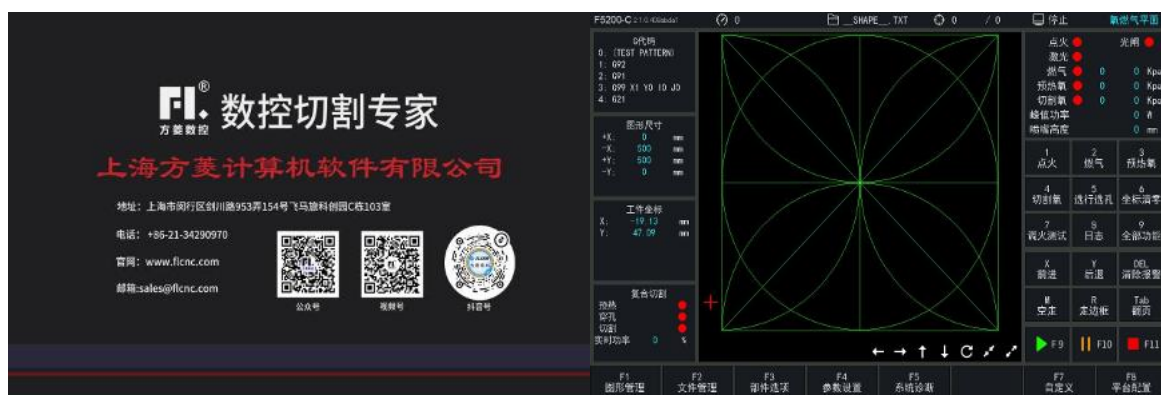 FL®
方菱数控
数控切割专家
上海方菱计算机软件有限公司
地址：上海市闵行区剑川路953弄154号飞马旅科创园C栋103室
电话：+86-21-34290970
官网：www.flcnc.com
邮箱:sales@flcnc.com
公众号
视频号
抖音号
F5200-C
0
__SHAPE__.TXT
0 / 0
停止
氧燃气平面
G代码
0: (TEST PATTERN)
1: G92
2: G91
3: G99 X1 Y0 I0 J0
4: G21
图形尺寸
+X: 0 mm
-X: 500 mm
+Y: 500 mm
-Y: 0 mm
工件坐标
X: -19.13 mm
Y: 47.09 mm
复合切割
预热
穿孔
切割
实时功率 0 %
点火
光闸
激光
燃气 0 0 Kpa
预热氧 0 0 Kpa
切割氧 0 0 Kpa
峰值功率 0 W
喷嘴高度 0 mm
1 2 3
点火 燃气 预热氧
4 5 6
切割氧 选行选孔 坐标清零
7 8 9
调火测试 日志 全部功能
X Y DEL
前进 后退 清除报警
M R Tab
空走 走边框 翻页
F9 F10 F11
F1 F2 F3 F4 F5 F7 F8
图形管理 文件管理 部件选项 参数设置 系统诊断 自定义 平台配置